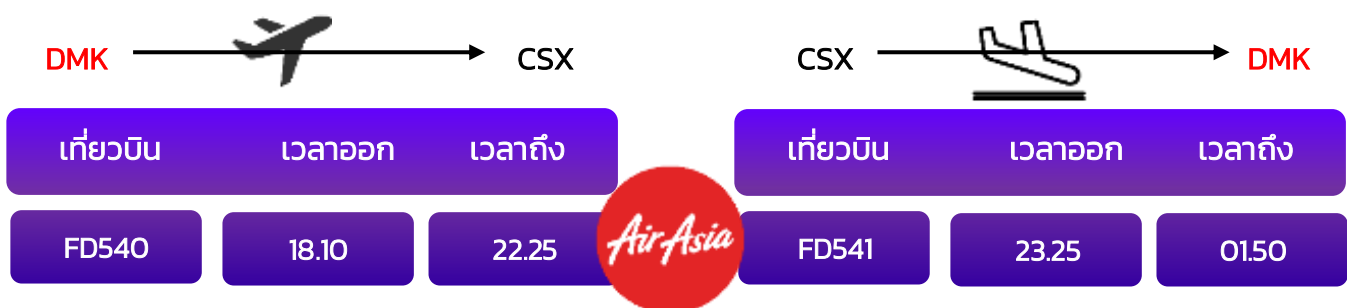 DMK CSX CSX DMK
เที่ยวบิน เวลาออก เวลาถึง เที่ยวบิน เวลาออก เวลาถึง
FD540 18.10 22.25 AirAsia FD541 23.25 01.50